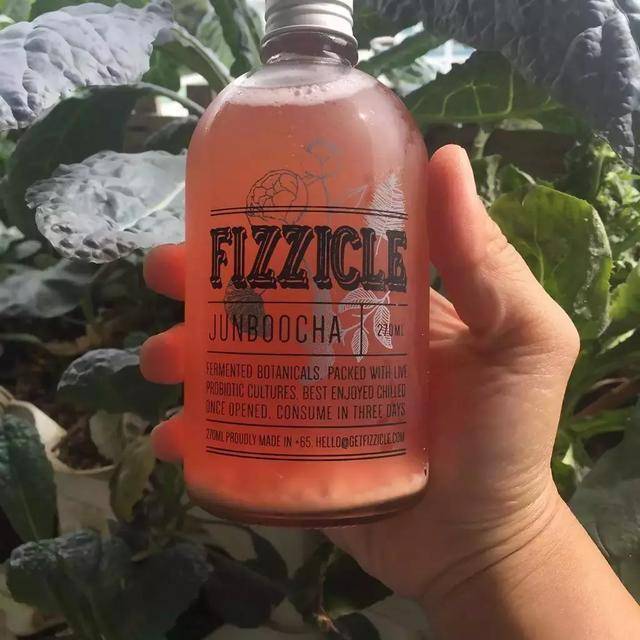 FIZZICLE
JUNBOOCHA 270ML
FERMENTED BOTANICALS. PACKED WITH LIVE
PROBIOTIC CULTURES. BEST ENJOYED CHILLED
ONCE OPENED, CONSUME IN THREE DAYS
270ML PROUDLY MADE IN +65. HELLO@GETFIZZICLE.COM